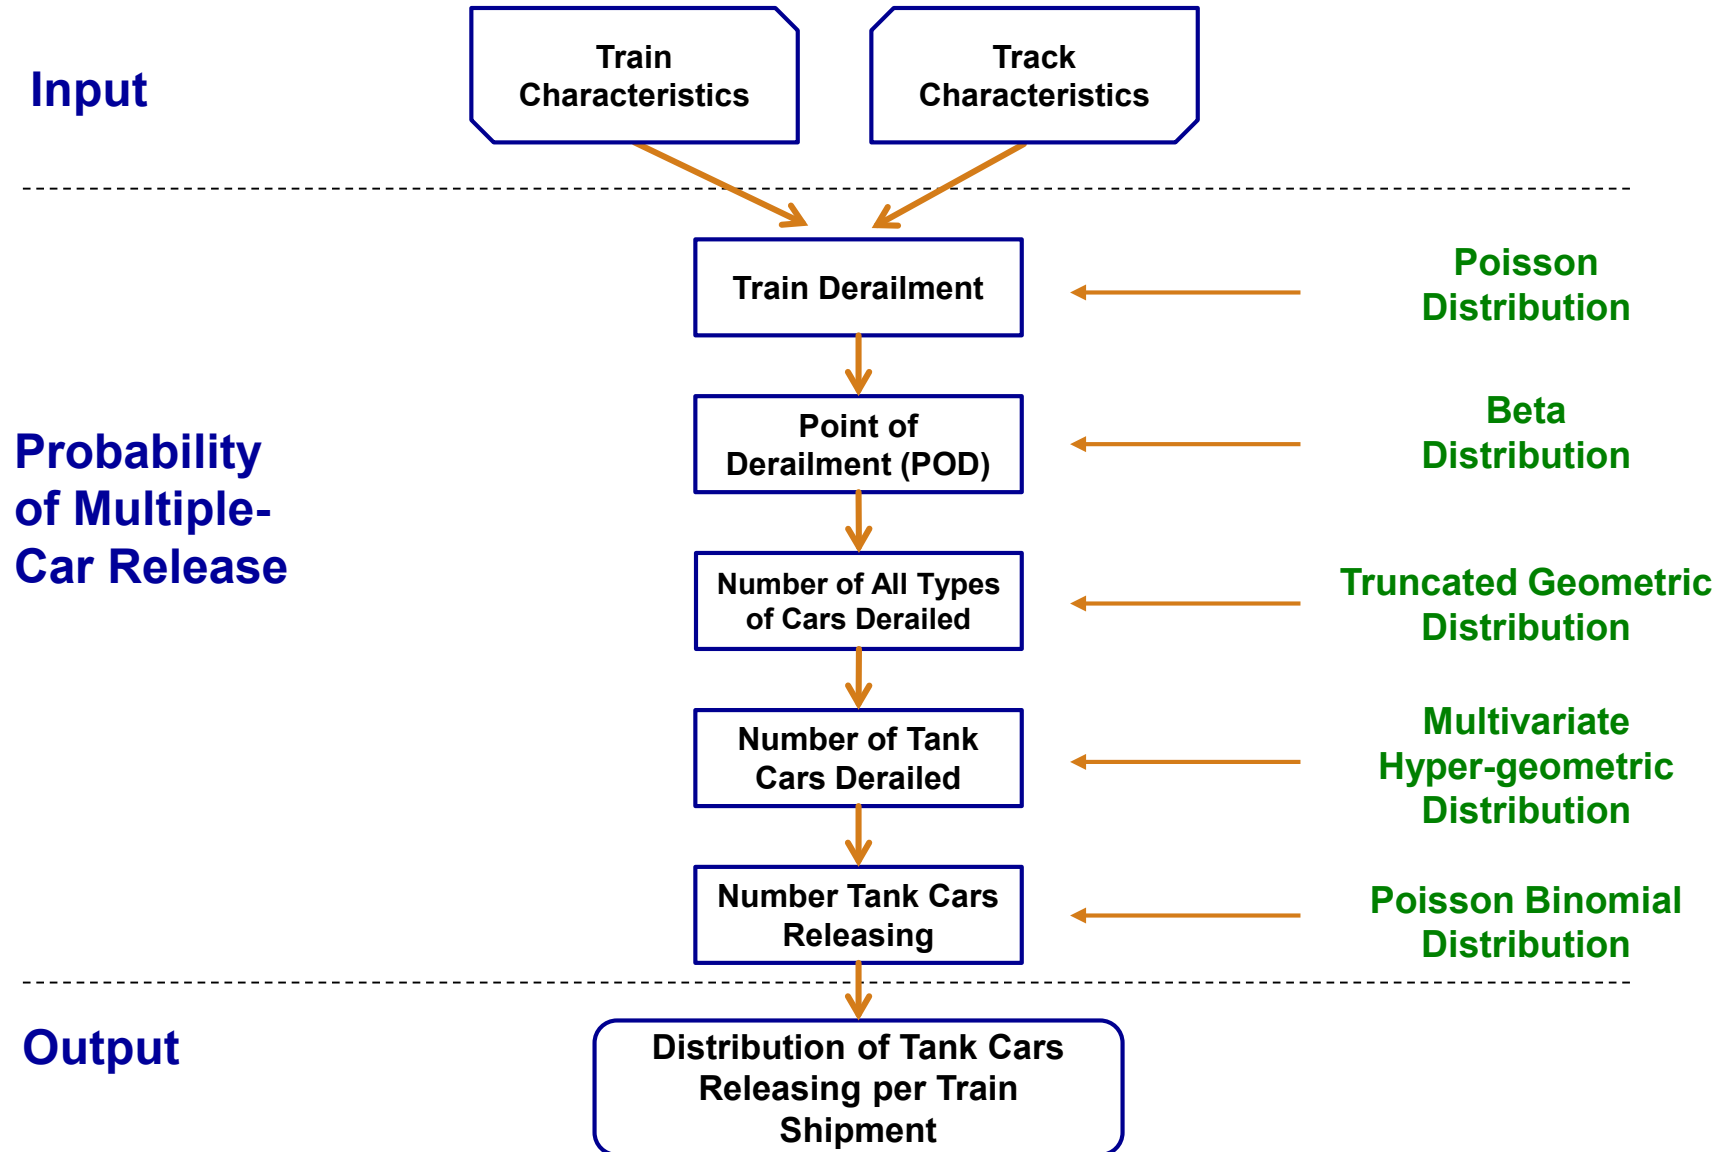 Input
Train
Characteristics
Track
Characteristics
Probability
of Multiple-
Car Release
Train Derailment
Poisson
Distribution
Point of
Derailment (POD)
Beta
Distribution
Number of All Types
of Cars Derailed
Truncated Geometric
Distribution
Number of Tank
Cars Derailed
Multivariate
Hyper-geometric
Distribution
Number Tank Cars
Releasing
Poisson Binomial
Distribution
Output
Distribution of Tank Cars
Releasing per Train
Shipment